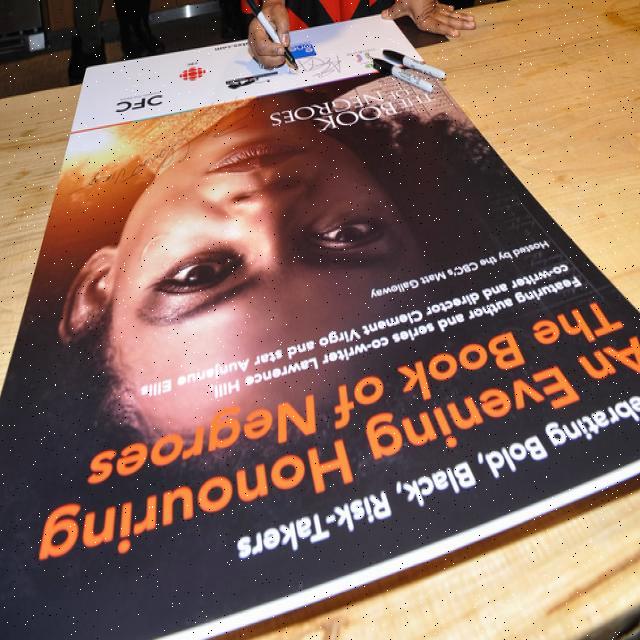 brating Bold, Black, Risk-Takers
An Evening Honouring
The Book of Negroes
Featuring author and series co-writer Lawrence Hill,
co-writer and director Clement Virgo and star Aunjanue Ellis
Hosted by the CBC's Matt Galloway
THE BOOK
OF NEGROES
CFC